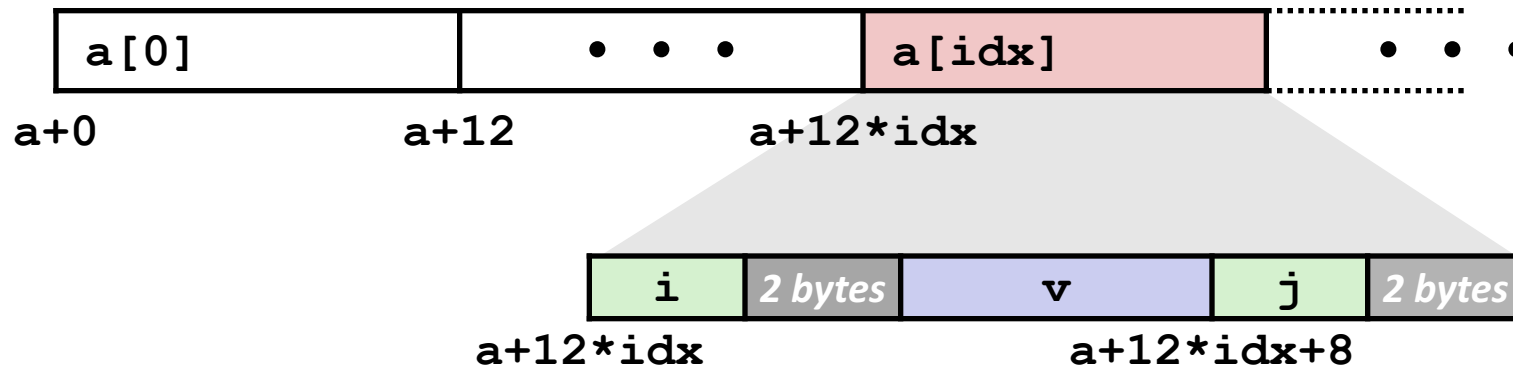 a[0] • • • a[idx] • • •
a+0 a+12 a+12*idx
i 2 bytes v j 2 bytes
a+12*idx a+12*idx+8